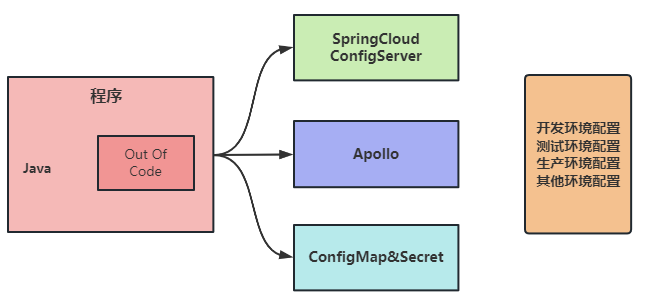 程序
Java
Out Of
Code
SpringCloud
ConfigServer
Apollo
ConfigMap&Secret
开发环境配置
测试环境配置
生产环境配置
其他环境配置